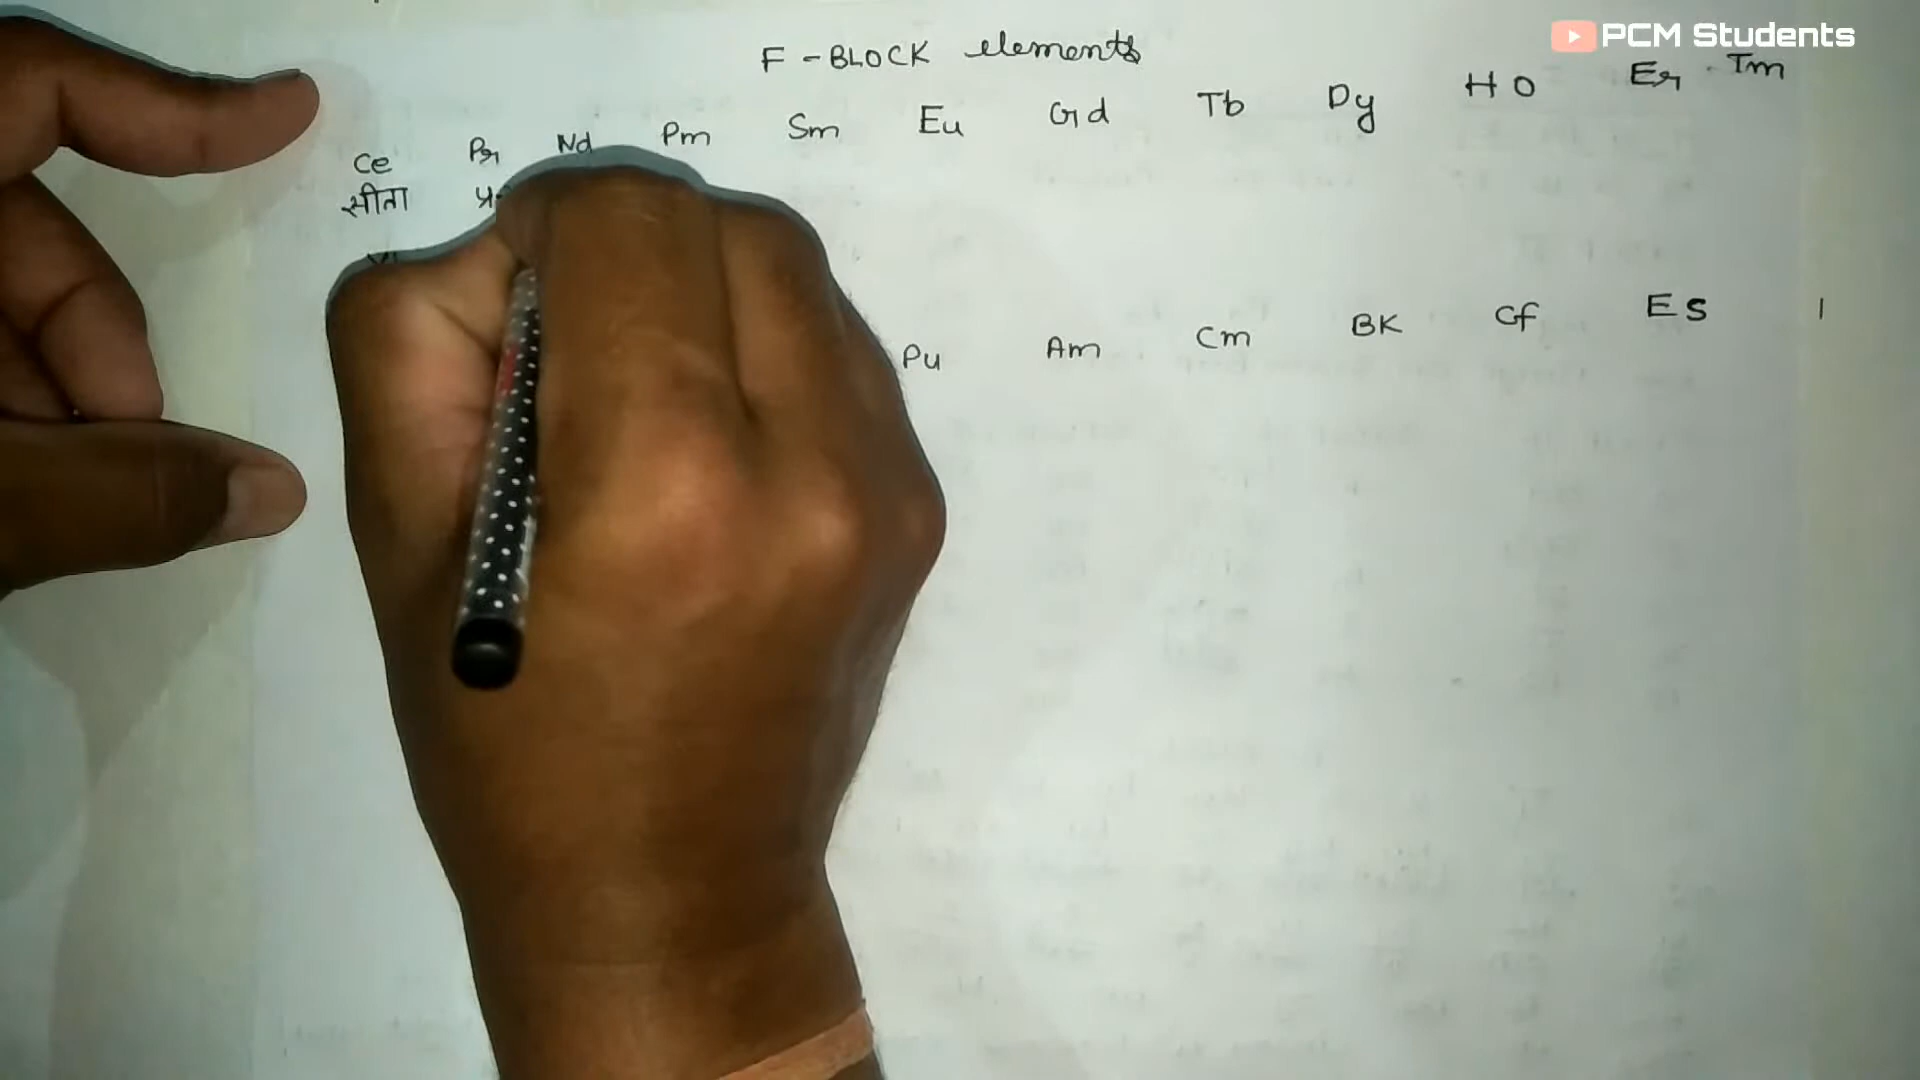 PCM Students
F-BLOCK elements
Ce Pr Nd Pm Sm Eu Gd Tb Dy HO Er Tm
सीता
Pu Am Cm BK Cf ES